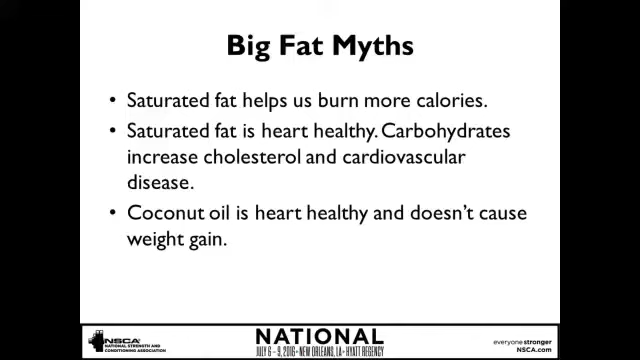 Big Fat Myths
• Saturated fat helps us burn more calories.
• Saturated fat is heart healthy. Carbohydrates
increase cholesterol and cardiovascular
disease.
• Coconut oil is heart healthy and doesn't cause
weight gain.
NSCA
NATIONAL STRENGTH AND
CONDITIONING ASSOCIATION
NATIONAL
JULY 6 – 9, 2016 • NEW ORLEANS, LA • HYATT REGENCY
everyone stronger
NSCA.com